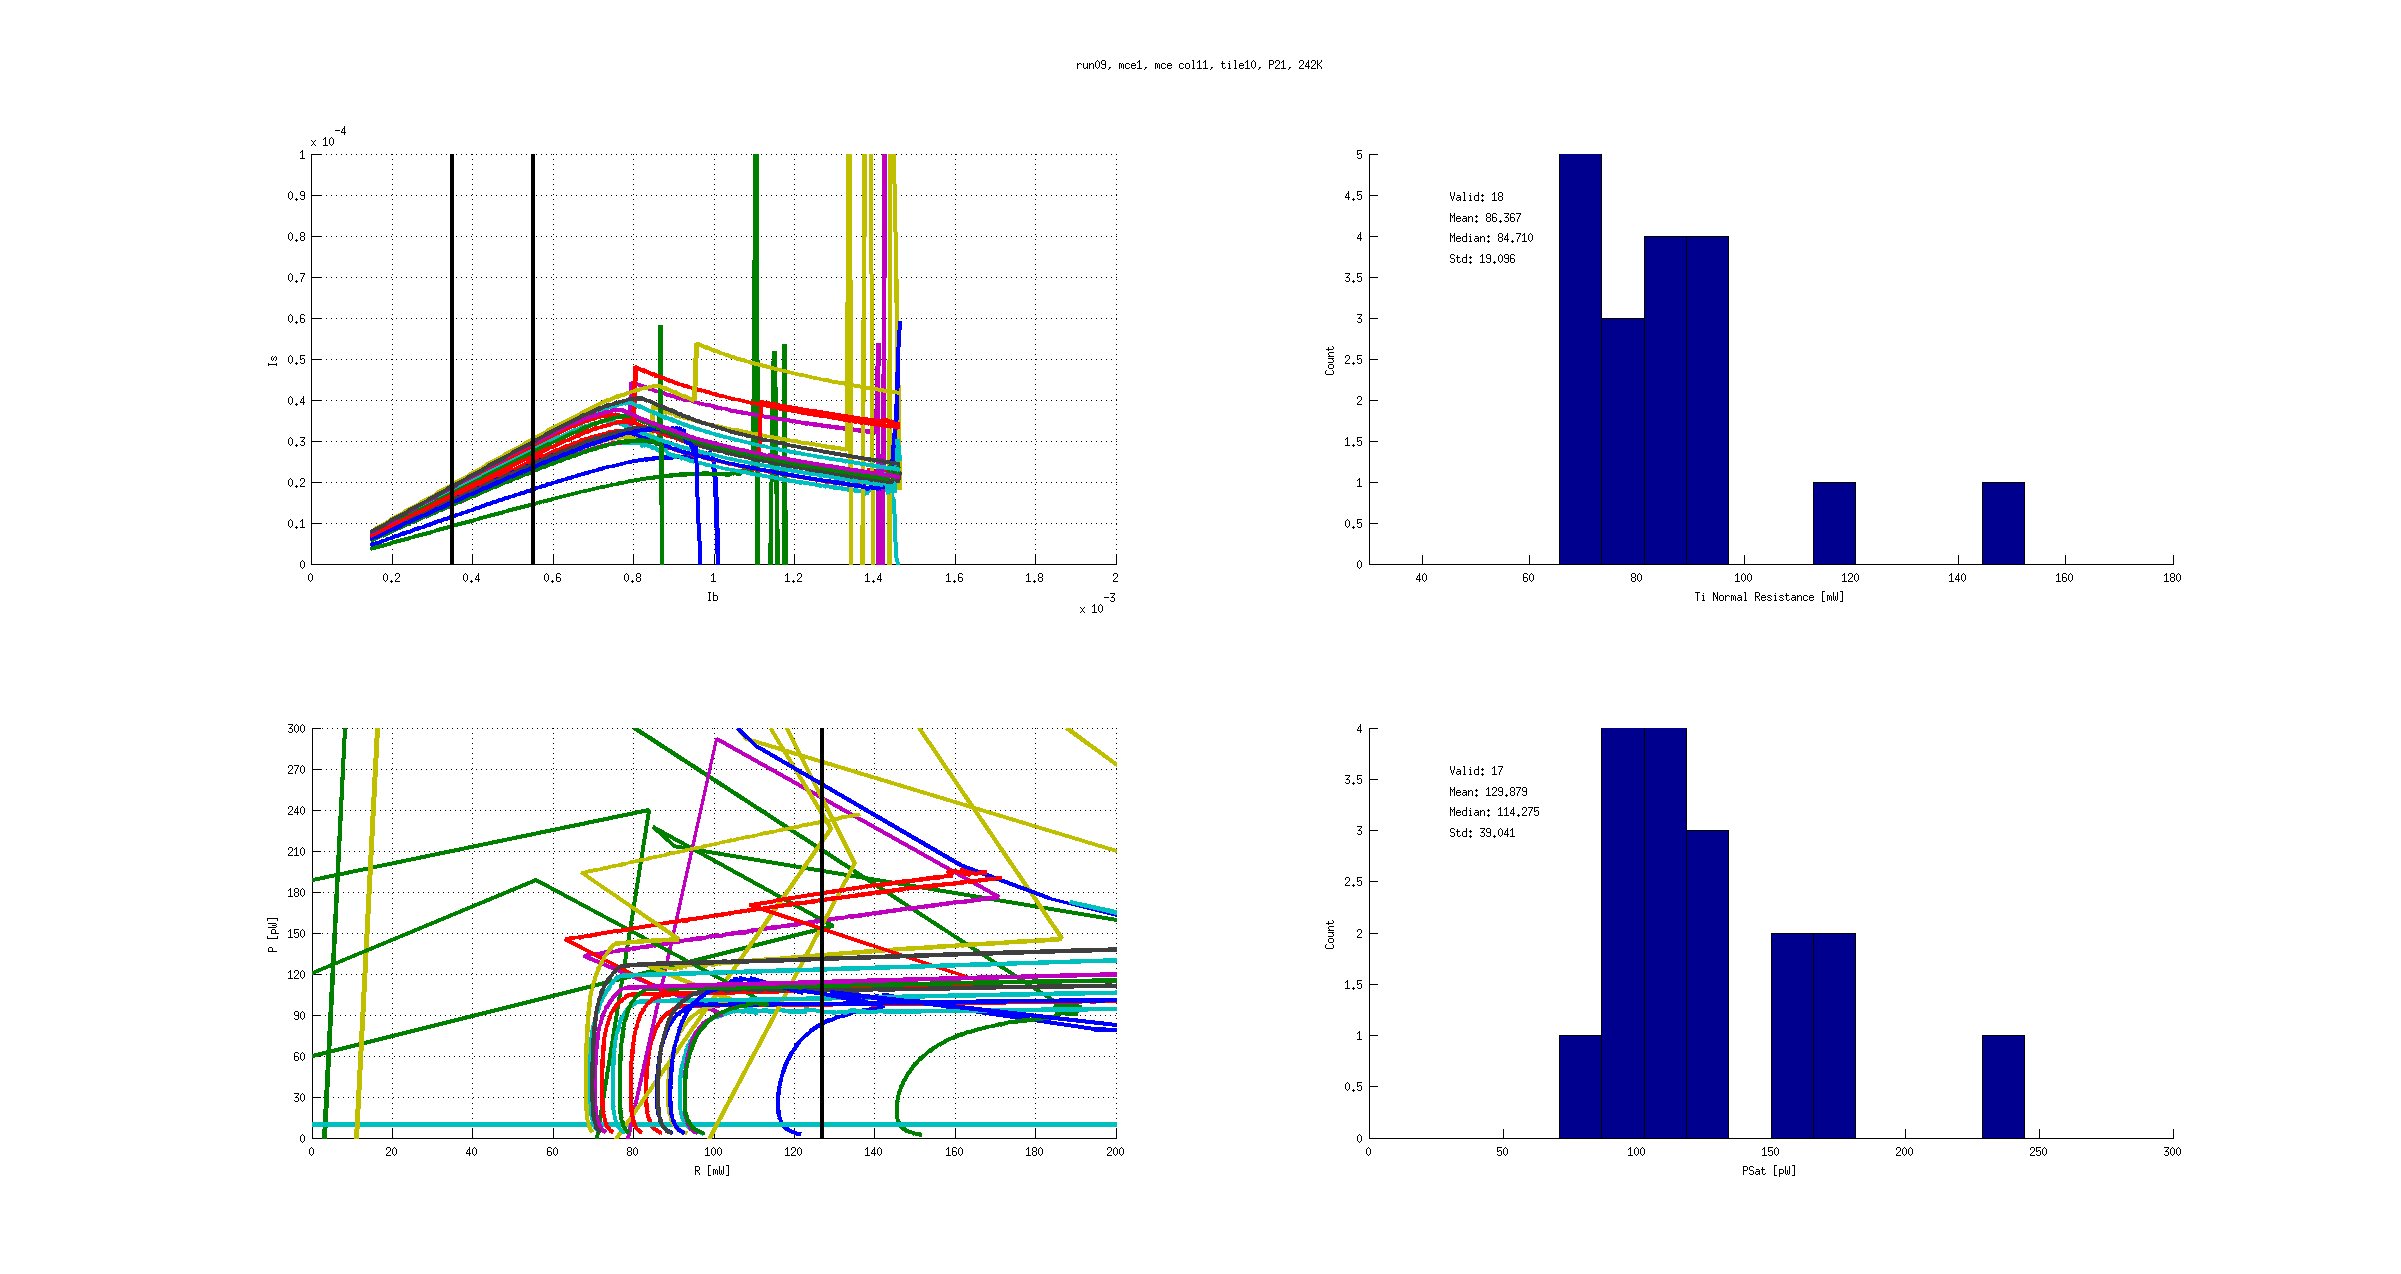 run09, mce1, mce col11, tile10, P21, 242K
x 10^-4
1
0.9
0.8
0.7
0.6
0.5
0.4
0.3
0.2
0.1
0
Is
0 0.2 0.4 0.6 0.8 1 1.2 1.4 1.6 1.8 2
Ib
x 10^-3
5
4.5
4
3.5
3
2.5
2
1.5
1
0.5
0
Count
Valid: 18
Mean: 86.367
Median: 84.710
Std: 19.096
40 60 80 100 120 140 160 180
Ti Normal Resistance [mW]
300
270
240
210
180
150
120
90
60
30
0
P [pW]
0 20 40 60 80 100 120 140 160 180 200
R [mW]
4
3.5
3
2.5
2
1.5
1
0.5
0
Count
Valid: 17
Mean: 129.879
Median: 114.275
Std: 39.041
0 50 100 150 200 250 300
PSat [pW]